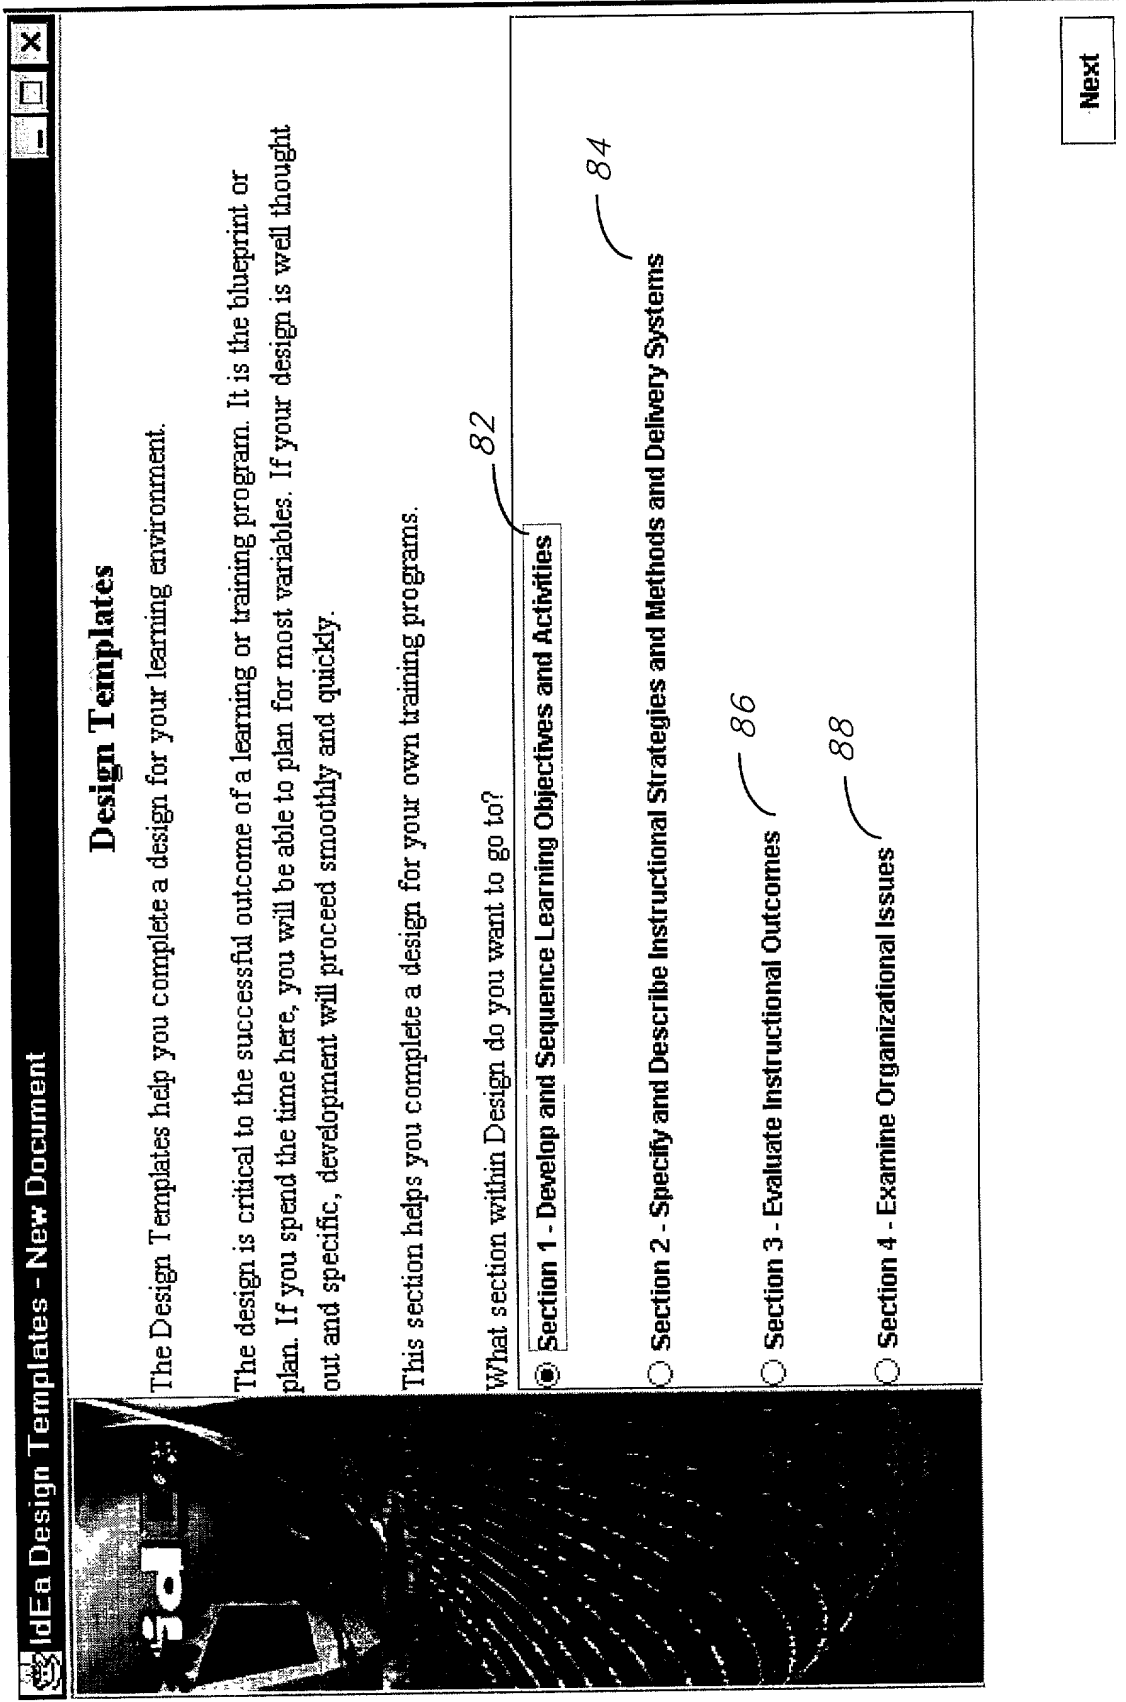 IdEa Design Templates - New Document
id
Design Templates
The Design Templates help you complete a design for your learning environment.
The design is critical to the successful outcome of a learning or training program. It is the blueprint or
plan. If you spend the time here, you will be able to plan for most variables. If your design is well thought
out and specific, development will proceed smoothly and quickly.
This section helps you complete a design for your own training programs.
What section within Design do you want to go to?
82
Section 1 - Develop and Sequence Learning Objectives and Activities
84
Section 2 - Specify and Describe Instructional Strategies and Methods and Delivery Systems
86
Section 3 - Evaluate Instructional Outcomes
88
Section 4 - Examine Organizational Issues
Next